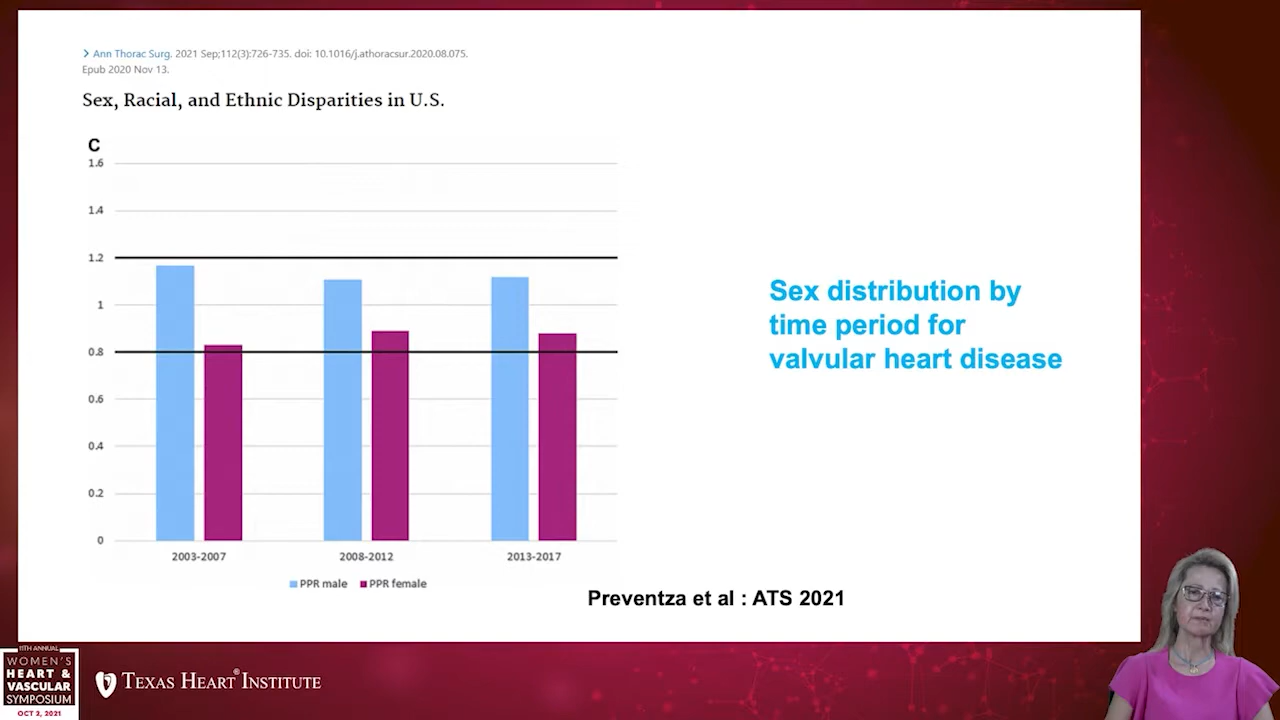 > Ann Thorac Surg. 2021 Sep;112(3):726-735. doi: 10.1016/j.athoracsur.2020.08.075.
Epub 2020 Nov 13.
Sex, Racial, and Ethnic Disparities in U.S.
C
1.6
1.4
1.2
1
0.8
0.6
0.4
0.2
0
2003-2007 2008-2012 2013-2017
PPR male PPR female
Sex distribution by
time period for
valvular heart disease
Preventza et al : ATS 2021
11TH ANNUAL
WOMEN'S
HEART &
VASCULAR
SYMPOSIUM
OCT 2, 2021
TEXAS HEART® INSTITUTE